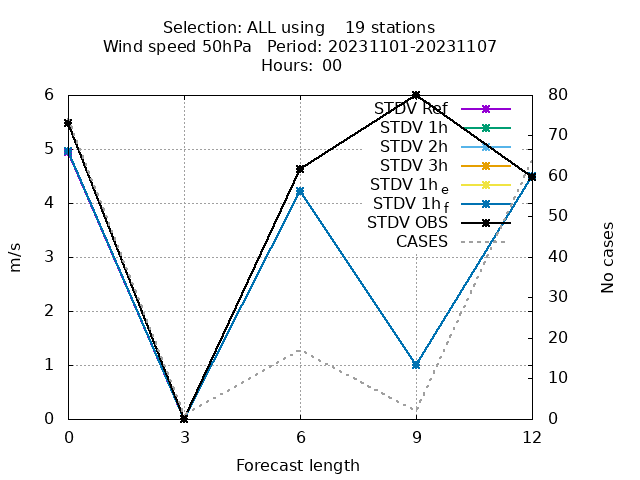 Selection: ALL using    19 stations
Wind speed 50hPa   Period: 20231101-20231107
Hours: 00
STDV Ref
STDV 1h
STDV 2h
STDV 3h
STDV 1h e
STDV 1h f
STDV OBS
CASES
6
5
4
3
2
1
0
m/s
80
70
60
50
40
30
20
10
0
No cases
0 3 6 9 12
Forecast length